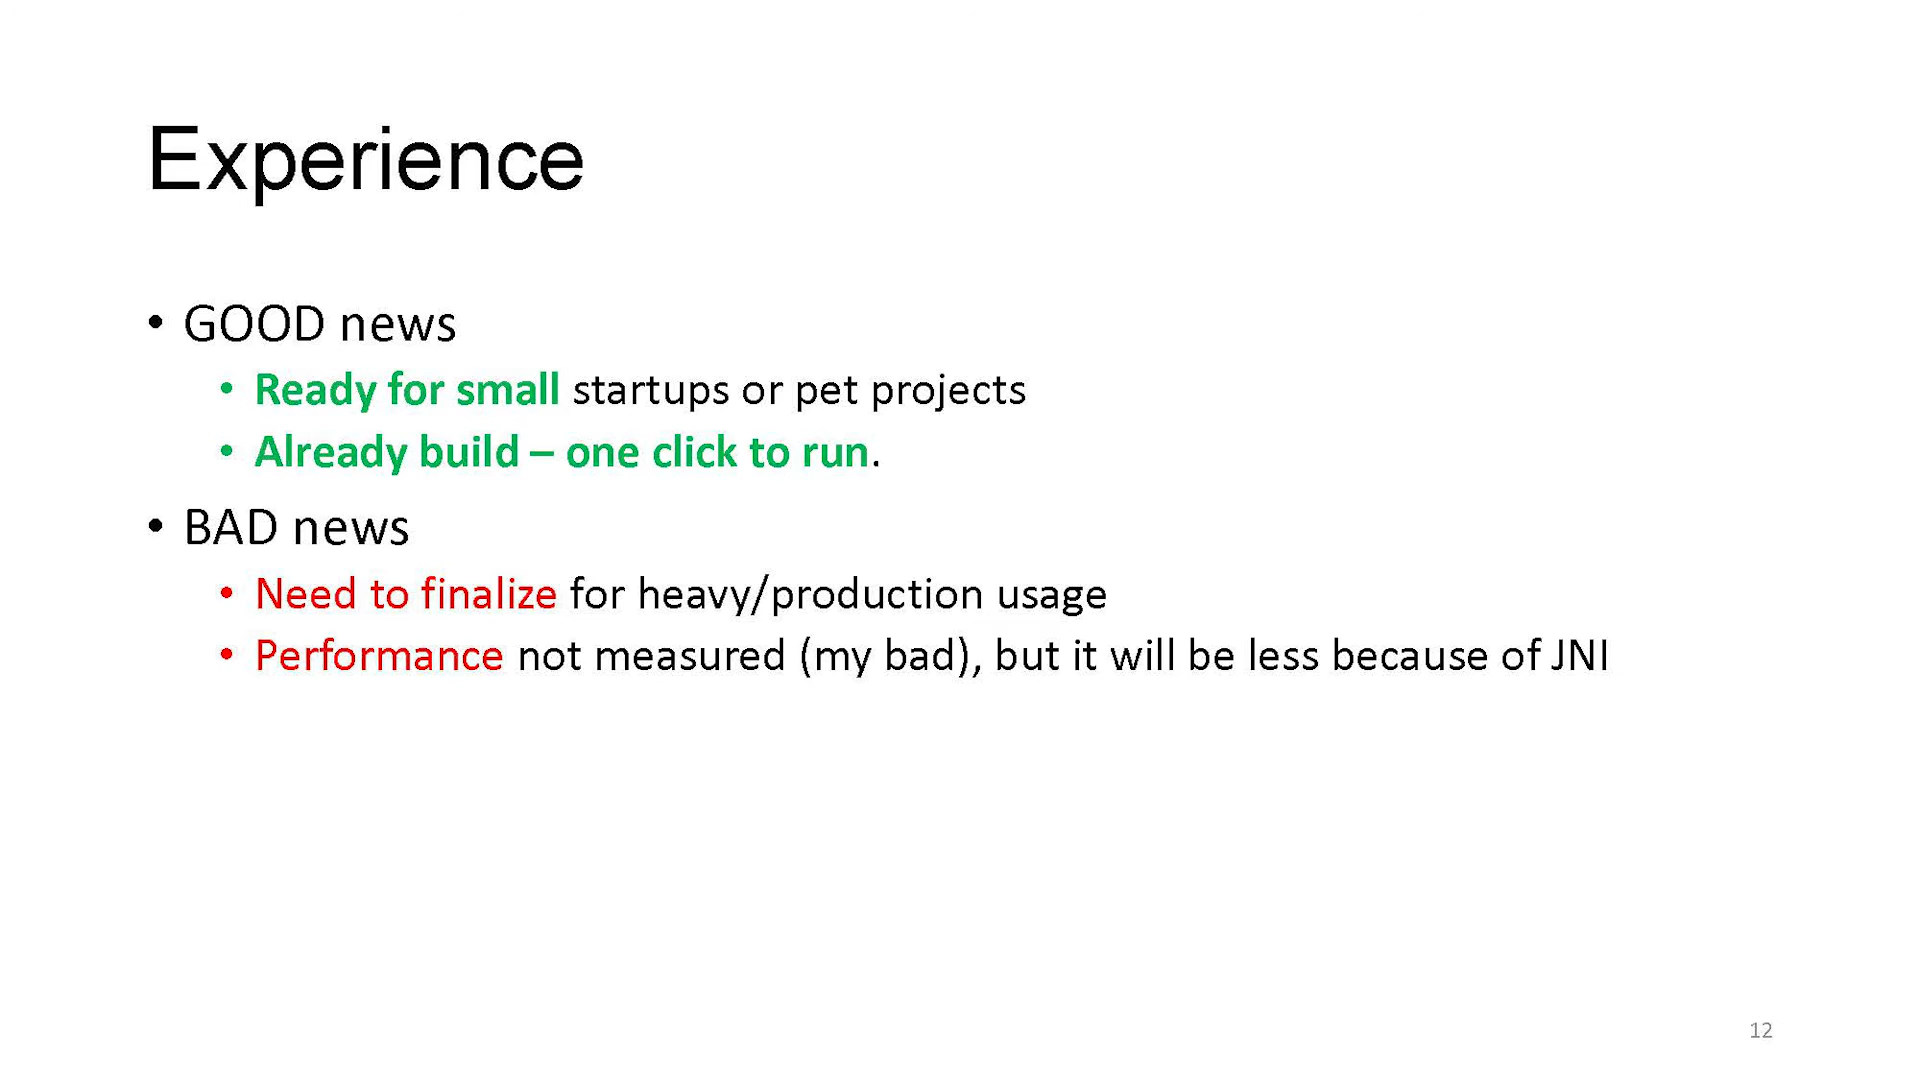 Experience
• GOOD news
• Ready for small startups or pet projects
• Already build – one click to run.
• BAD news
• Need to finalize for heavy/production usage
• Performance not measured (my bad), but it will be less because of JNI
12